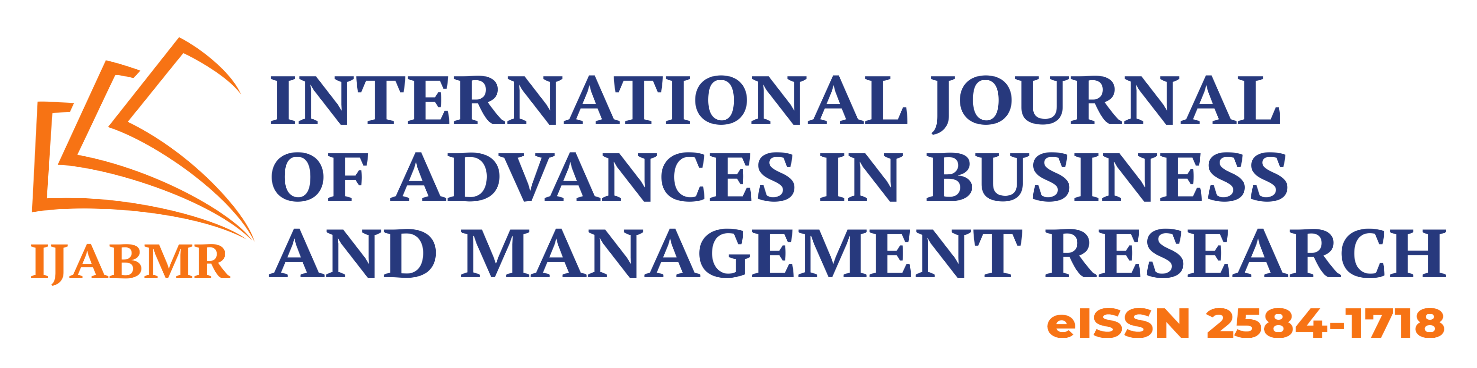 INTERNATIONAL JOURNAL
OF ADVANCES IN BUSINESS
AND MANAGEMENT RESEARCH
IJABMR
eISSN 2584-1718